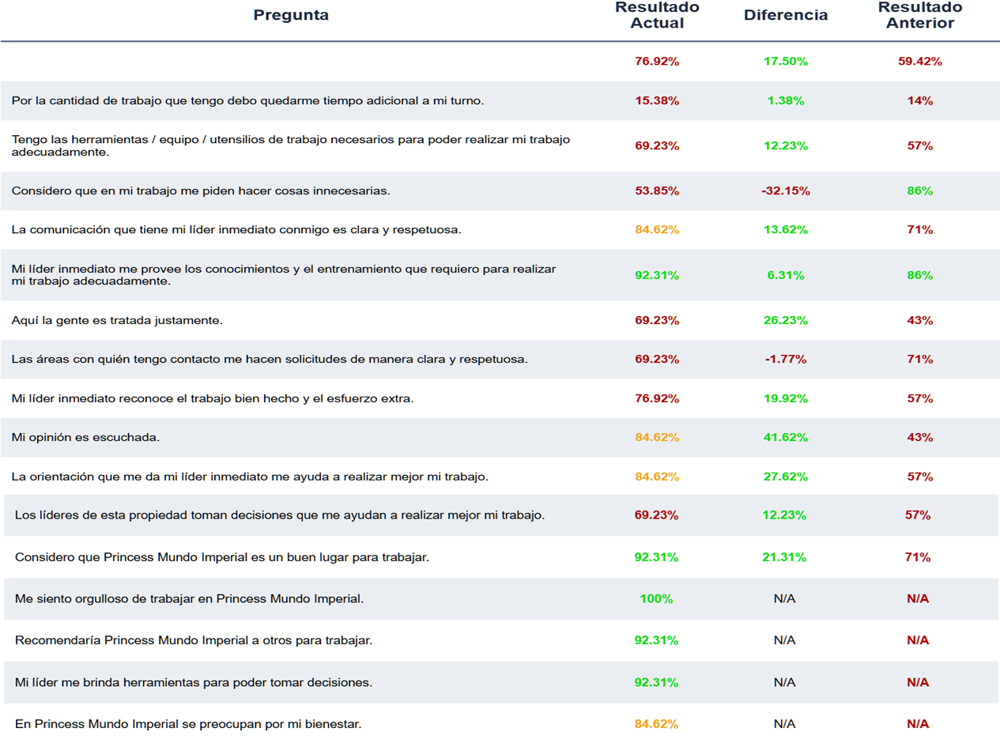 Pregunta Resultado Actual Diferencia Resultado Anterior
76.92% 17.50% 59.42%
Por la cantidad de trabajo que tengo debo quedarme tiempo adicional a mi turno. 15.38% 1.38% 14%
Tengo las herramientas / equipo / utensilios de trabajo necesarios para poder realizar mi trabajo
adecuadamente. 69.23% 12.23% 57%
Considero que en mi trabajo me piden hacer cosas innecesarias. 53.85% -32.15% 86%
La comunicación que tiene mi líder inmediato conmigo es clara y respetuosa. 84.62% 13.62% 71%
Mi líder inmediato me provee los conocimientos y el entrenamiento que requiero para realizar
mi trabajo adecuadamente. 92.31% 6.31% 86%
Aquí la gente es tratada justamente. 69.23% 26.23% 43%
Las áreas con quién tengo contacto me hacen solicitudes de manera clara y respetuosa. 69.23% -1.77% 71%
Mi líder inmediato reconoce el trabajo bien hecho y el esfuerzo extra. 76.92% 19.92% 57%
Mi opinión es escuchada. 84.62% 41.62% 43%
La orientación que me da mi líder inmediato me ayuda a realizar mejor mi trabajo. 84.62% 27.62% 57%
Los líderes de esta propiedad toman decisiones que me ayudan a realizar mejor mi trabajo. 69.23% 12.23% 57%
Considero que Princess Mundo Imperial es un buen lugar para trabajar. 92.31% 21.31% 71%
Me siento orgulloso de trabajar en Princess Mundo Imperial. 100% N/A N/A
Recomendaría Princess Mundo Imperial a otros para trabajar. 92.31% N/A N/A
Mi líder me brinda herramientas para poder tomar decisiones. 92.31% N/A N/A
En Princess Mundo Imperial se preocupan por mi bienestar. 84.62% N/A N/A